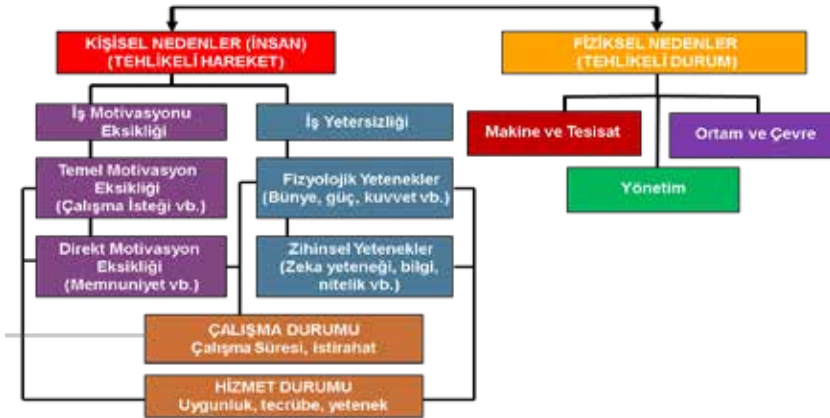 KİŞİSEL NEDENLER (İNSAN)
(TEHLİKELİ HAREKET)
FİZİKSEL NEDENLER
(TEHLİKELİ DURUM)
İş Motivasyonu
Eksikliği
İş Yetersizliği
Makine ve Tesisat
Ortam ve Çevre
Yönetim
Temel Motivasyon
Eksikliği
(Çalışma İsteği vb.)
Fizyolojik Yetenekler
(Bünye, güç, kuvvet vb.)
Direkt Motivasyon
Eksikliği
(Memnuniyet vb.)
Zihinsel Yetenekler
(Zeka yeteneği, bilgi,
nitelik vb.)
ÇALIŞMA DURUMU
Çalışma Süresi, istirahat
HİZMET DURUMU
Uygunluk, tecrübe, yetenek